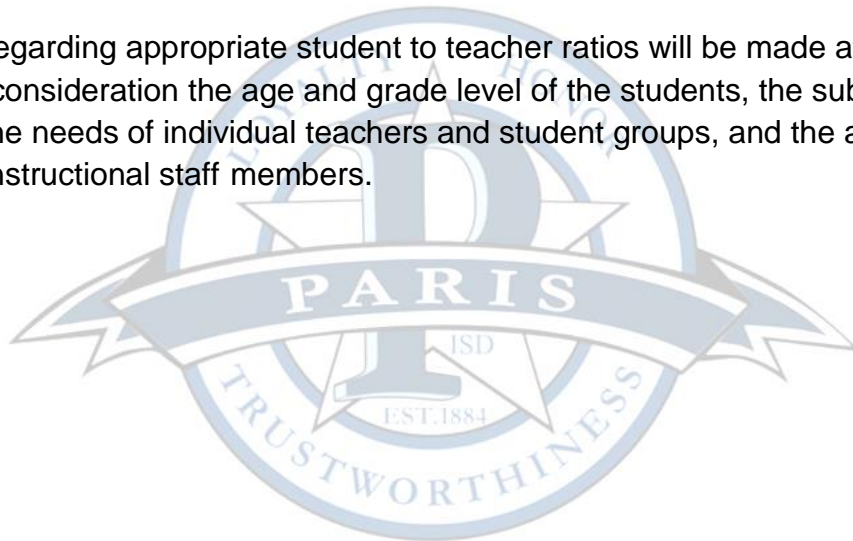 egarding appropriate student to teacher ratios will be made a
consideration the age and grade level of the students, the sub
he needs of individual teachers and student groups, and the a
nstructional staff members.
LOYALTY HONOR
P
PARIS
ISD
EST.1884
TRUSTWORTHINESS